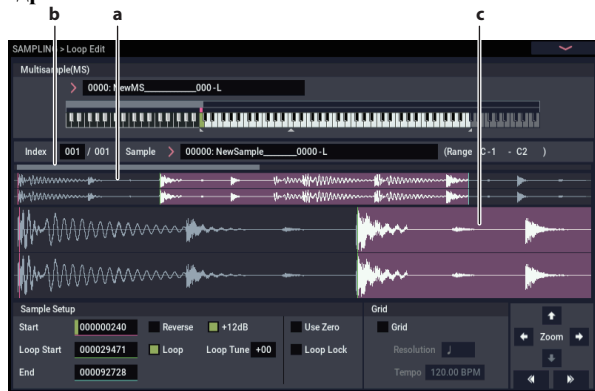 b a c
SAMPLING > Loop Edit
Multisample(MS)
0000: NewMS__________000-L
Index 001 / 001 Sample 00000: NewSample______0000-L (Range C-1 - C2 )
Sample Setup Grid
Start 000000240 Reverse +12dB Use Zero Grid
Loop Start 000029471 Loop Loop Tune +00 Loop Lock Resolution ♩
End 000092728 Tempo 120.00 BPM
Zoom